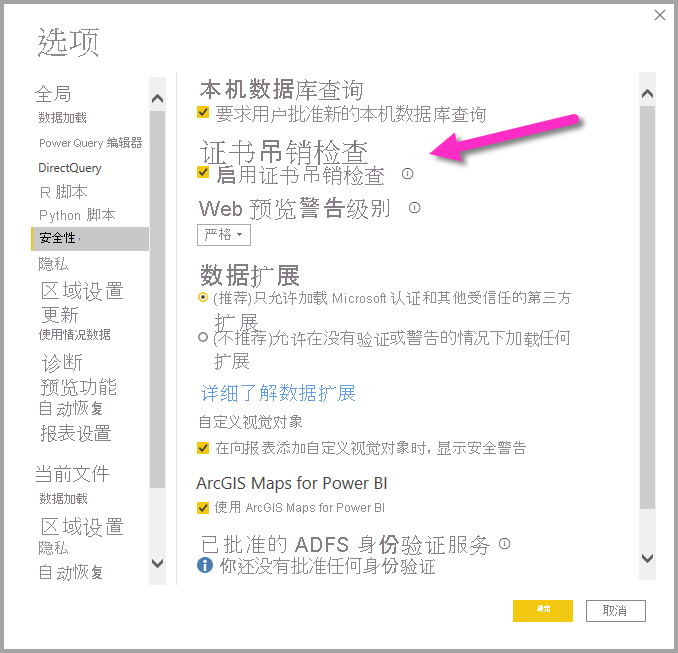 选项
全局
数据加载
Power Query 编辑器
DirectQuery
R 脚本
Python 脚本
安全性
隐私
区域设置
更新
使用情况数据
诊断
预览功能
自动恢复
报表设置
当前文件
数据加载
区域设置
隐私
自动恢复
本机数据库查询
要求用户批准新的本机数据库查询
证书吊销检查
启用证书吊销检查
Web 预览警告级别
严格
数据扩展
(推荐)只允许加载 Microsoft 认证和其他受信任的第三方
扩展
(不推荐)允许在没有验证或警告的情况下加载任何
扩展
详细了解数据扩展
自定义视觉对象
在向报表添加自定义视觉对象时，显示安全警告
ArcGIS Maps for Power BI
使用 ArcGIS Maps for Power BI
已批准的 ADFS 身份验证服务
你还没有批准任何身份验证
确定
取消